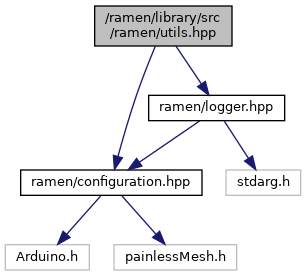 /ramen/library/src
/ramen/utils.hpp
ramen/logger.hpp
ramen/configuration.hpp
stdarg.h
Arduino.h
painlessMesh.h